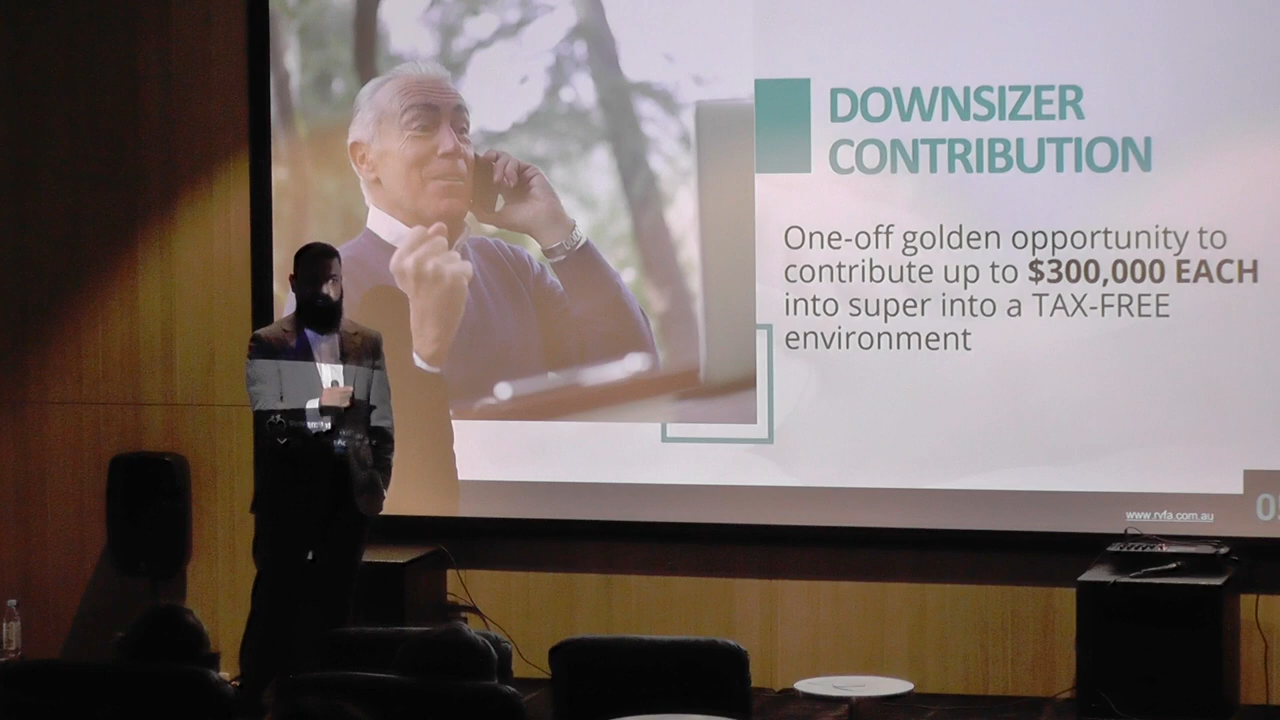 DOWNSIZER
CONTRIBUTION
One-off golden opportunity to
contribute up to $300,000 EACH
into super into a TAX-FREE
environment
www.rvfa.com.au